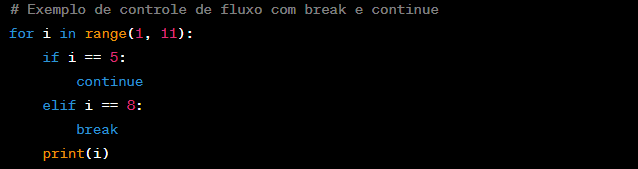 # Exemplo de controle de fluxo com break e continue
for i in range(1, 11):
    if i == 5:
        continue
    elif i == 8:
        break
    print(i)